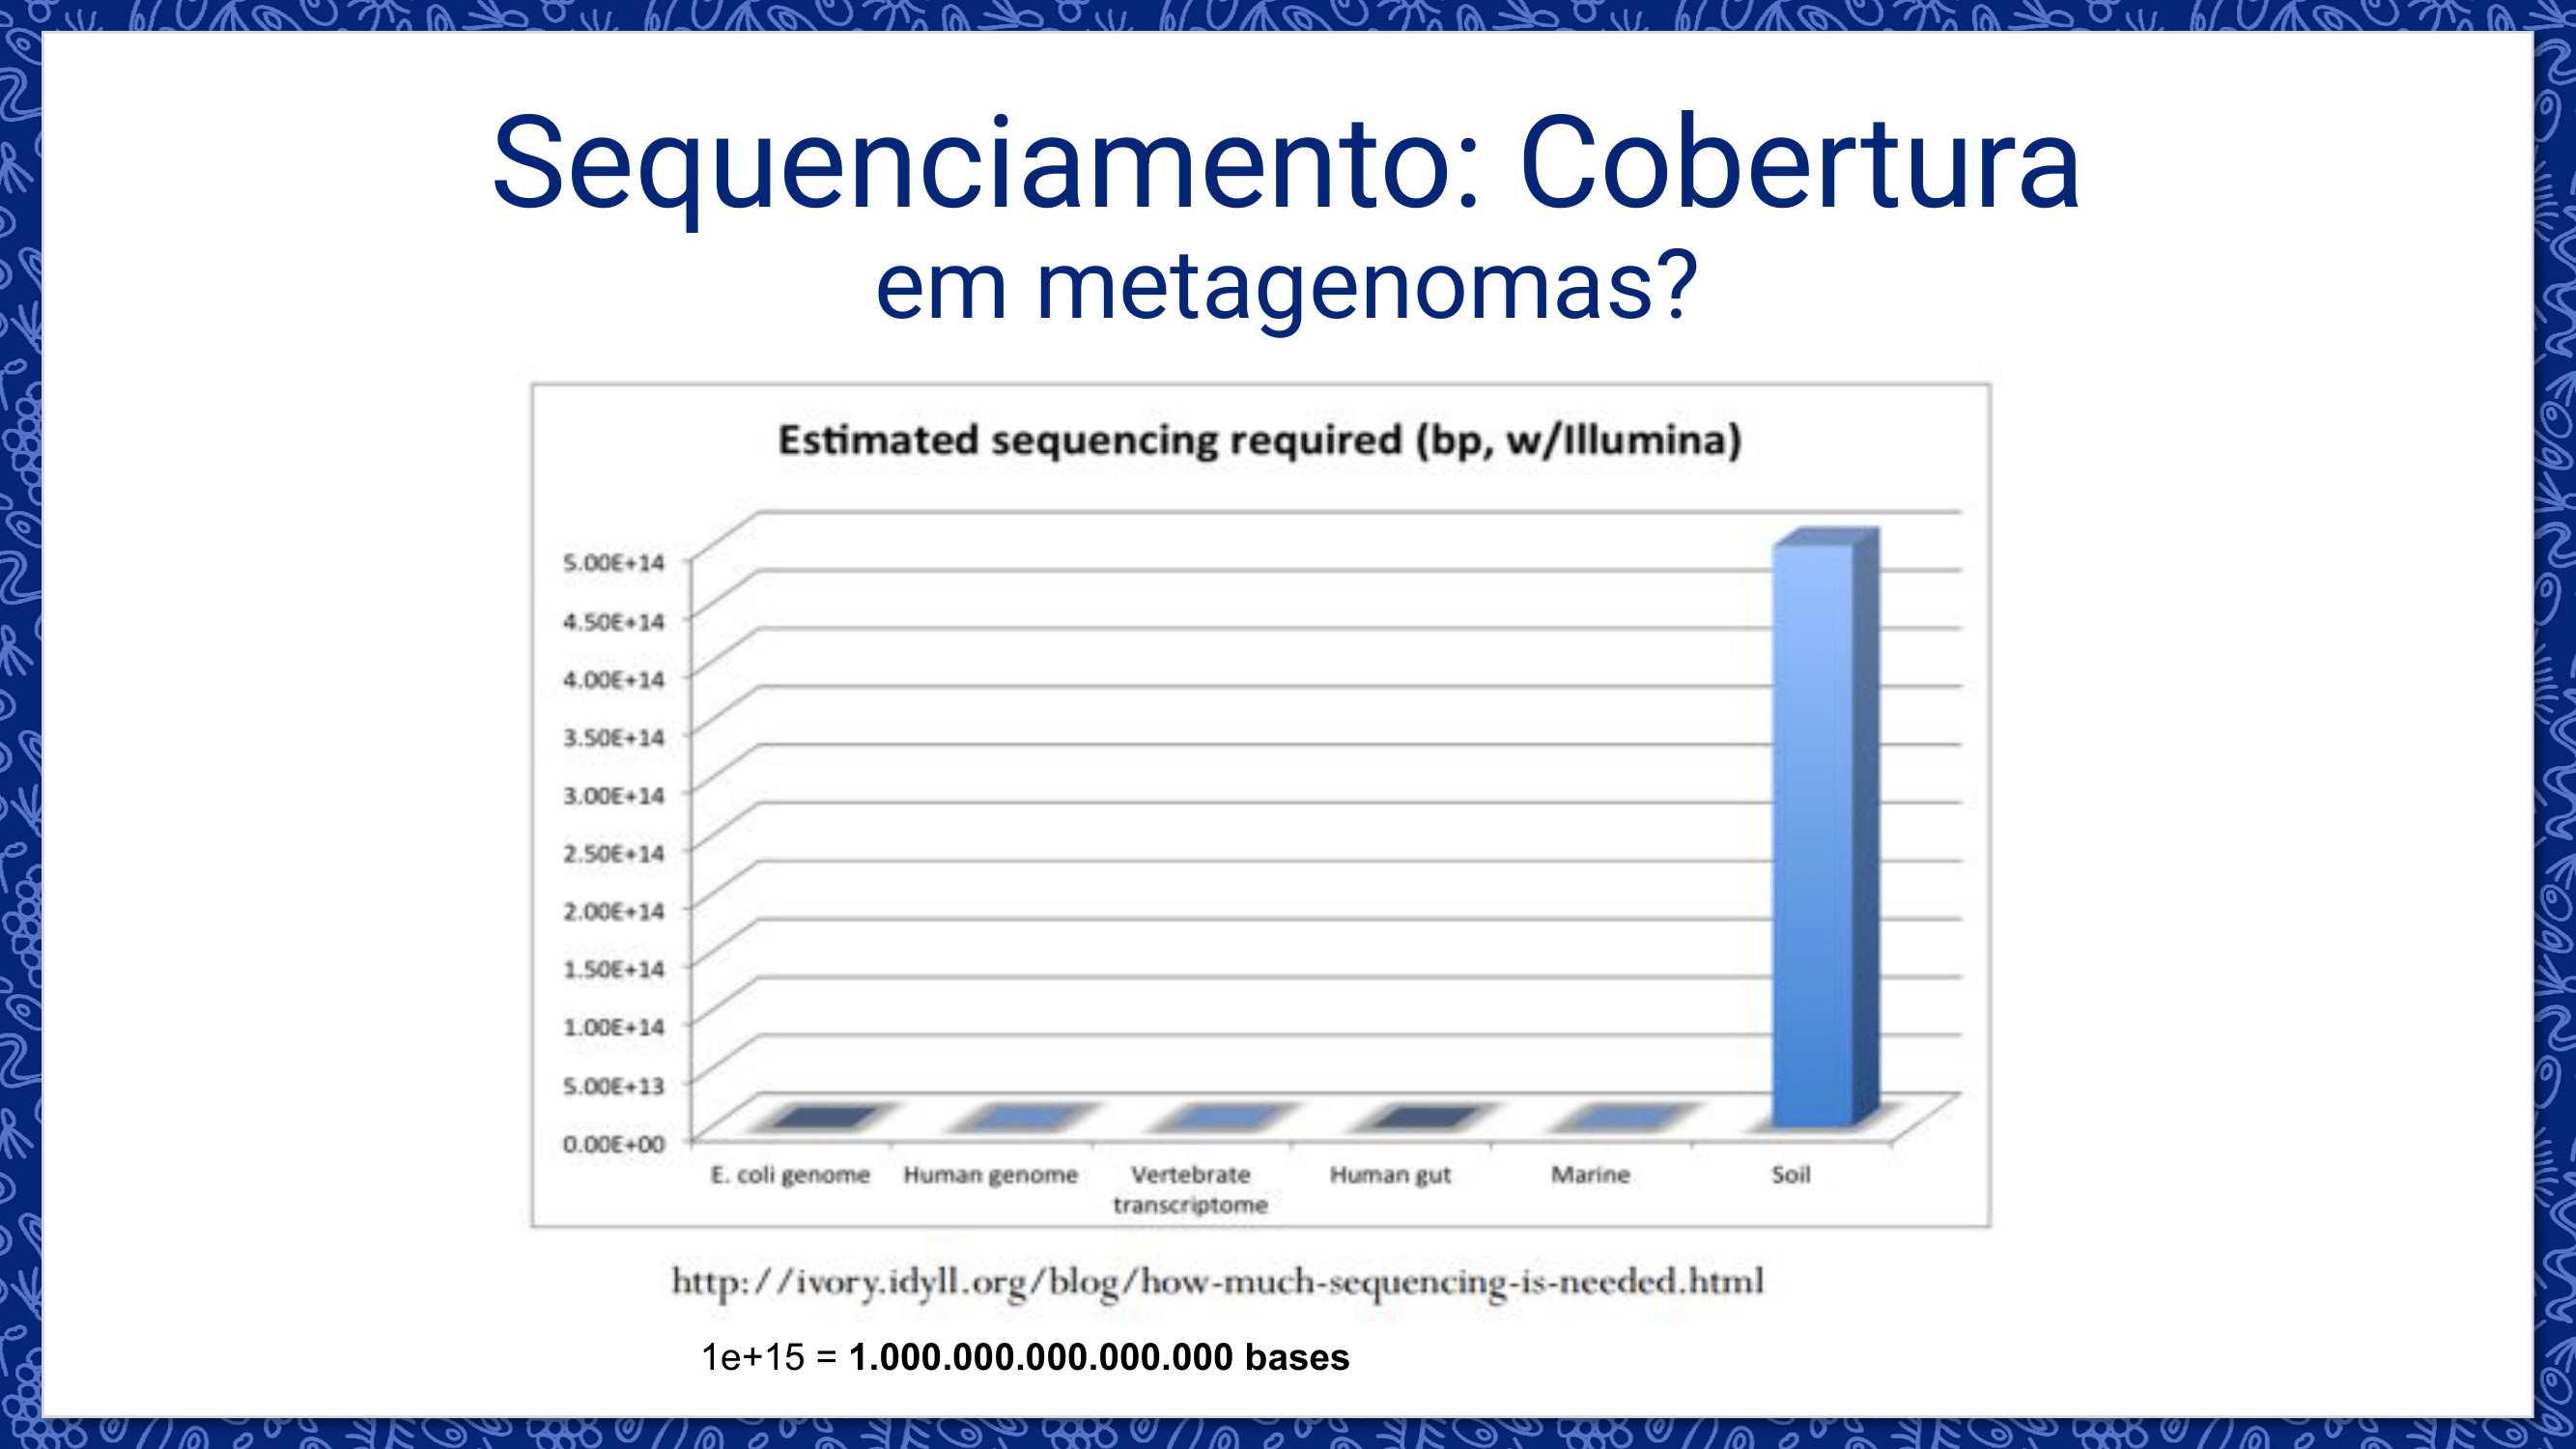 Sequenciamento: Cobertura
em metagenomas?
Estimated sequencing required (bp, w/Illumina)
5.00E+14
4.50E+14
4.00E+14
3.50E+14
3.00E+14
2.50E+14
2.00E+14
1.50E+14
1.00E+14
5.00E+13
0.00E+00
E. coli genome Human genome Vertebrate Human gut Marine Soil
transcriptome
http://ivory.idyll.org/blog/how-much-sequencing-is-needed.html
1e+15 = 1.000.000.000.000.000 bases